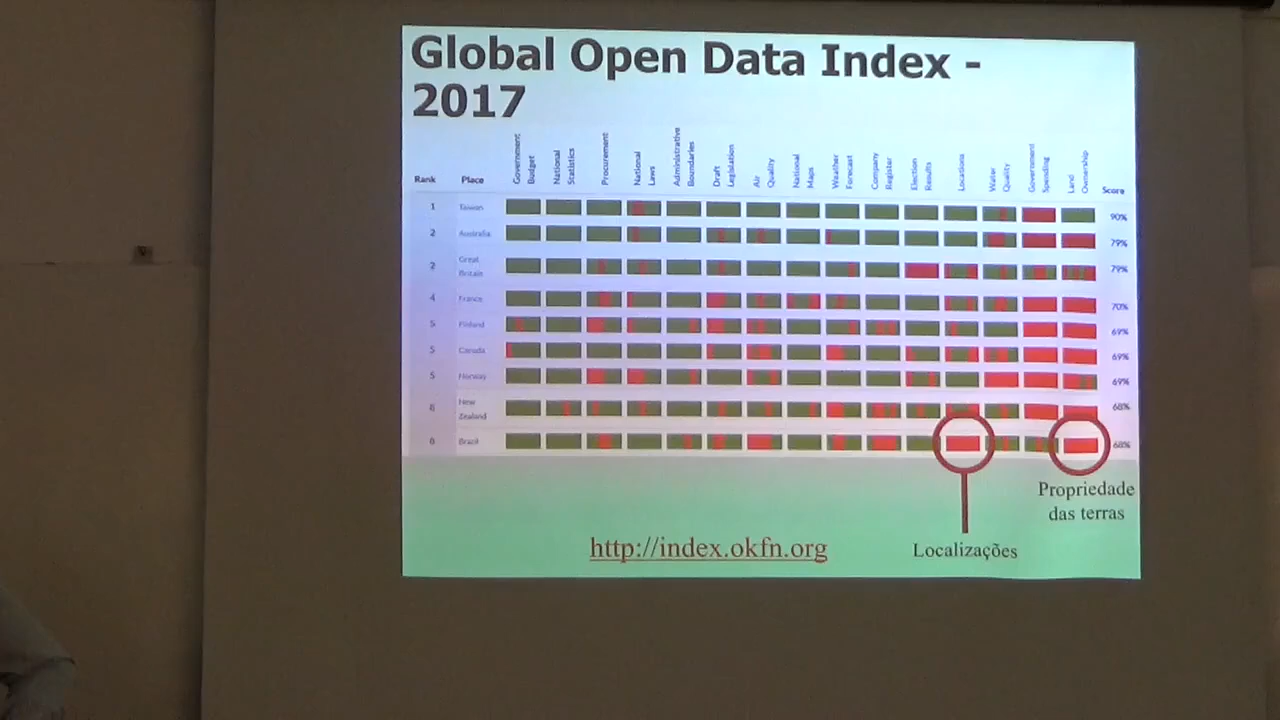 Global Open Data Index -
2017
Rank Place Government Budget National Statistics Procurement National Laws Administrative Boundaries Draft Legislation Air Quality National Maps Weather Forecast Company Register Election Results Locations Water Quality Government Spending Land Ownership Score
1 Taiwan 90%
2 Australia 79%
2 Great Britain 79%
4 France 70%
5 Finland 69%
5 Canada 69%
5 Norway 69%
8 New Zealand 68%
8 Brazil 68%
Propriedade
das terras
http://index.okfn.org
Localizações